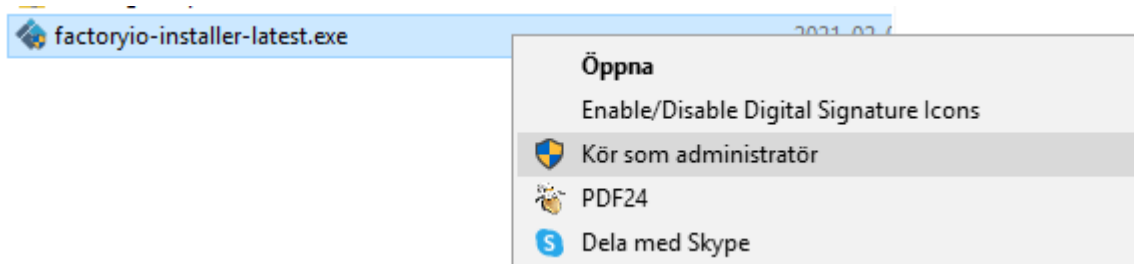 factoryio-installer-latest.exe
Öppna
Enable/Disable Digital Signature Icons
Kör som administratör
PDF24
Dela med Skype